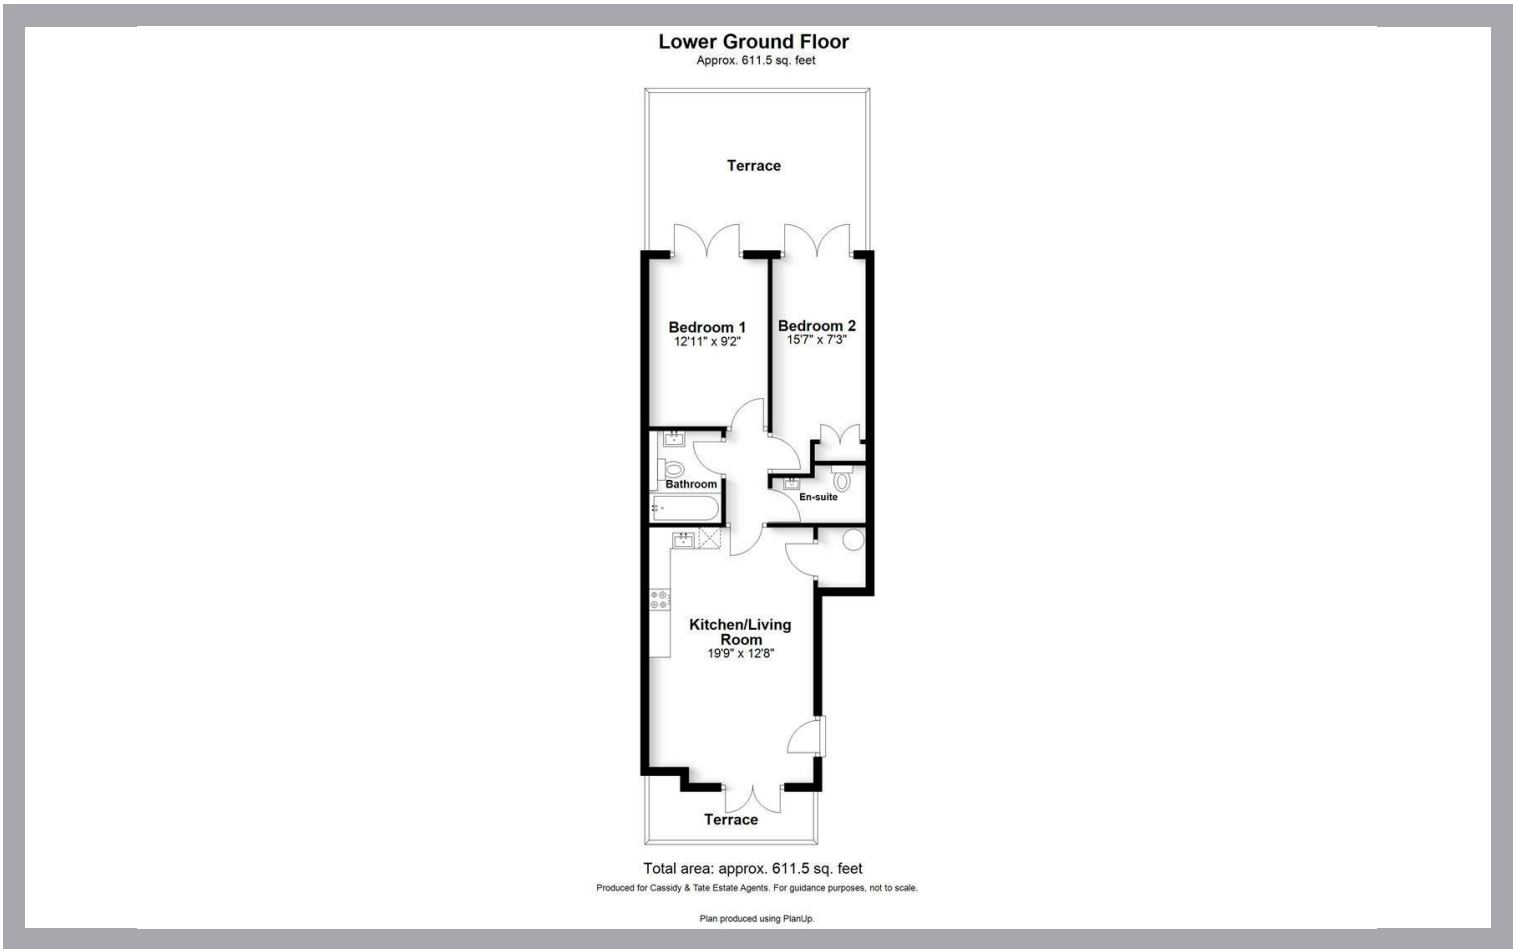 Lower Ground Floor
Approx. 611.5 sq. feet
Terrace
Bedroom 1
12'11" x 9'2"
Bedroom 2
15'7" x 7'3"
Bathroom
En-suite
Kitchen/Living
Room
19'9" x 12'8"
Terrace
Total area: approx. 611.5 sq. feet
Produced for Cassidy & Tate Estate Agents. For guidance purposes, not to scale.
Plan produced using PlanUp.